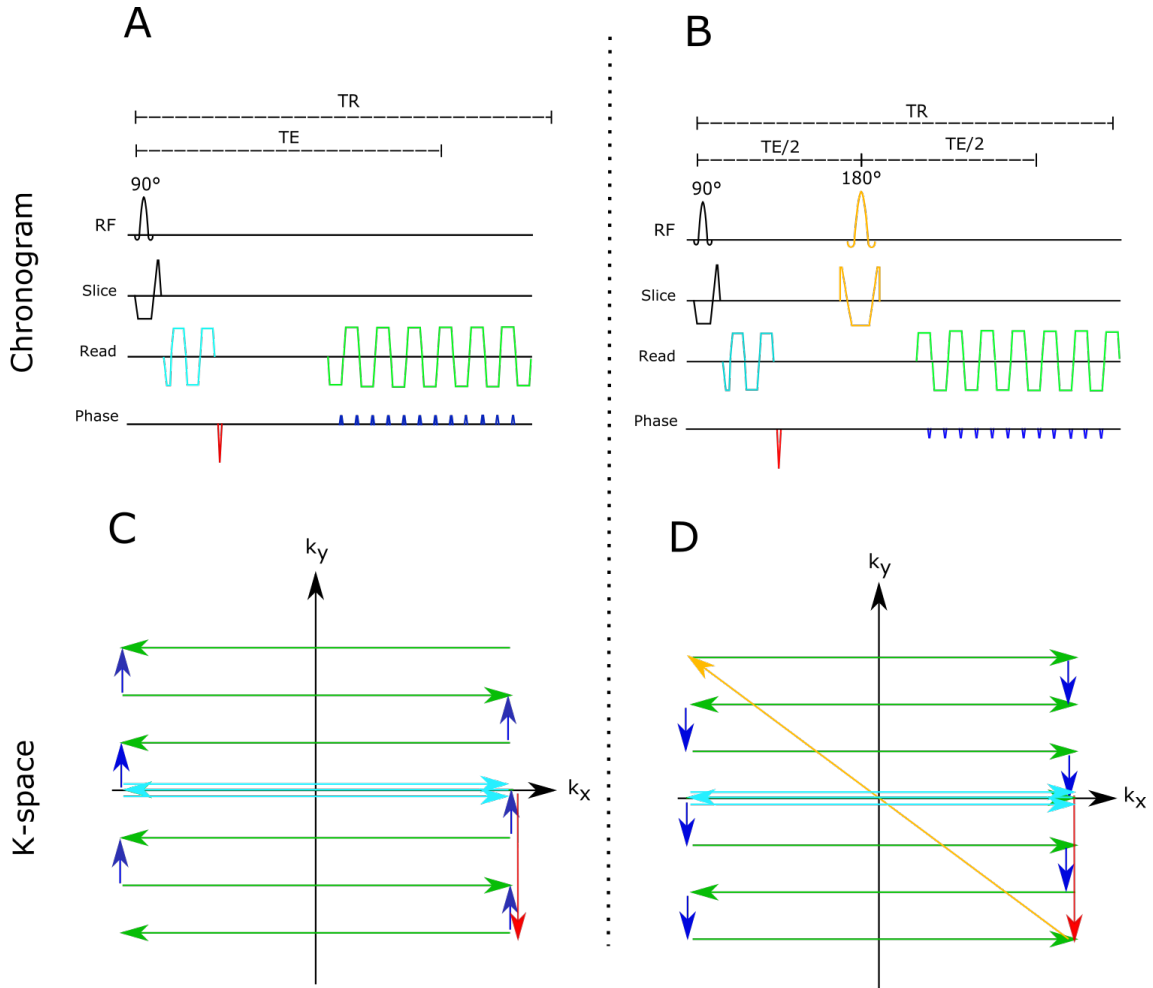 A
TR
TE
90°
RF
Slice
Read
Phase
B
TR
TE/2
TE/2
90°
180°
RF
Slice
Read
Phase
Chronogram
C
ky
kx
D
ky
kx
K-space